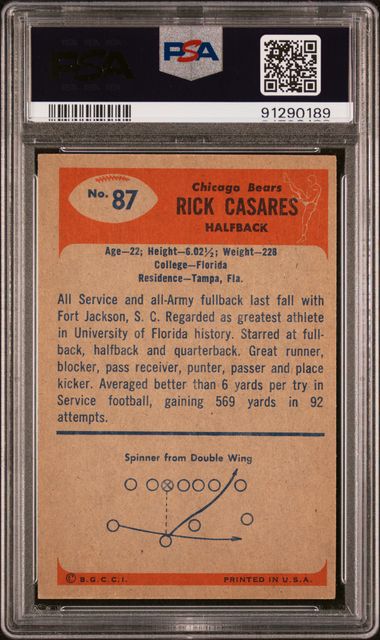 PSA
91290189
No. 87
Chicago Bears
RICK CASARES
HALFBACK
Age—22; Height—6.02½; Weight—228
College—Florida
Residence—Tampa, Fla.
All Service and all-Army fullback last fall with
Fort Jackson, S. C. Regarded as greatest athlete
in University of Florida history. Starred at full-
back, halfback and quarterback. Great runner,
blocker, pass receiver, punter, passer and place
kicker. Averaged better than 6 yards per try in
Service football, gaining 569 yards in 92
attempts.
Spinner from Double Wing
© B.G.C.C.I.
PRINTED IN U.S.A.